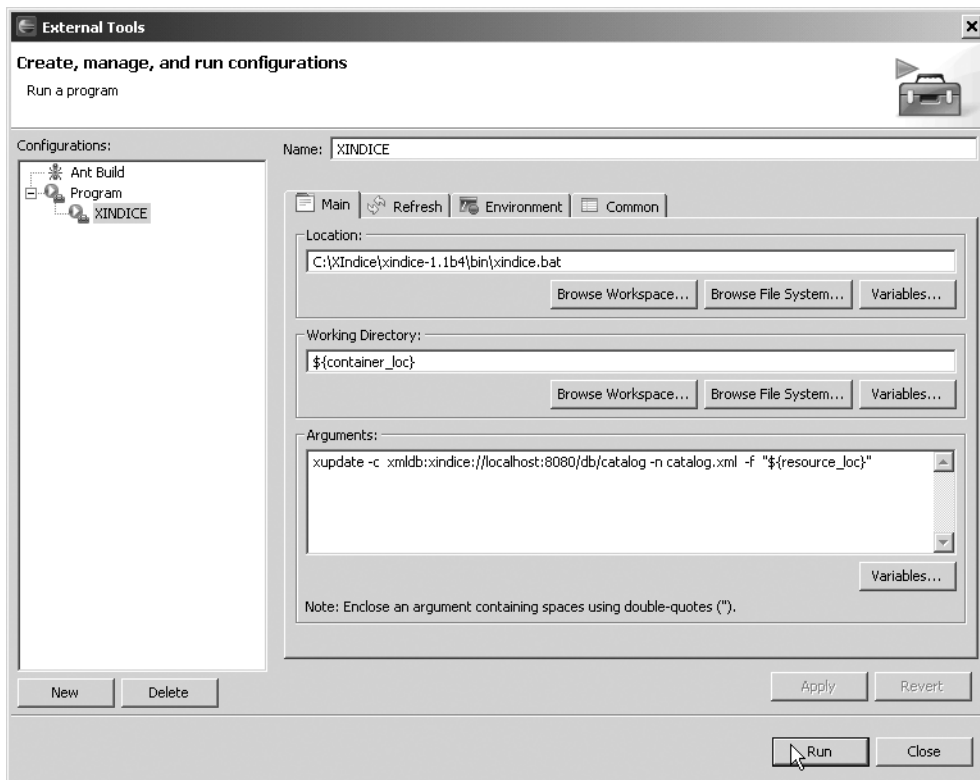 External Tools
Create, manage, and run configurations
Run a program
Configurations:
Ant Build
Program
XINDICE
New
Delete
Name:
XINDICE
Main
Refresh
Environment
Common
Location:
C:\XIndice\xindice-1.1b4\bin\xindice.bat
Browse Workspace...
Browse File System...
Variables...
Working Directory:
${container_loc}
Browse Workspace...
Browse File System...
Variables...
Arguments:
xupdate -c  xmldb:xindice://localhost:8080/db/catalog -n catalog.xml  -f  "${resource_loc}"
Variables...
Note: Enclose an argument containing spaces using double-quotes (").
Apply
Revert
Run
Close